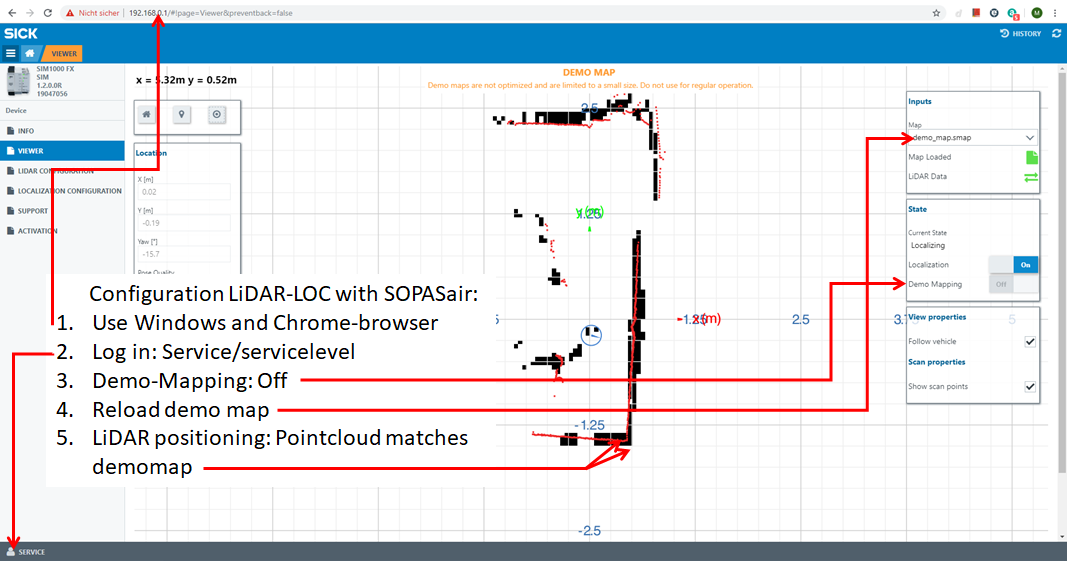 Nicht sicher | 192.168.0.1/#!page=Viewer&preventback=false
SICK
HISTORY
VIEWER
SIM1000 FX
SIM
1.2.0.0R
19047056
Device
INFO
VIEWER
LIDAR CONFIGURATION
LOCALIZATION CONFIGURATION
SUPPORT
ACTIVATION
x = 5.32m y = 0.52m
Location
X [m]
0.02
Y [m]
-0.19
Yaw [°]
-15.7
Pose Quality
DEMO MAP
Demo maps are not optimized and are limited to a small size. Do not use for regular operation.
2.5
y (m)
1.25
-1.25
x (m)
2.5
3.75
5
-1.25
-2.5
Inputs
Map
demo_map.smap
Map Loaded
LiDAR Data
State
Current State
Localizing
Localization
On
Demo Mapping
Off
View properties
Follow vehicle
Scan properties
Show scan points
Configuration LiDAR-LOC with SOPASair:
1. Use Windows and Chrome-browser
2. Log in: Service/servicelevel
3. Demo-Mapping: Off
4. Reload demo map
5. LiDAR positioning: Pointcloud matches
demomap
SERVICE